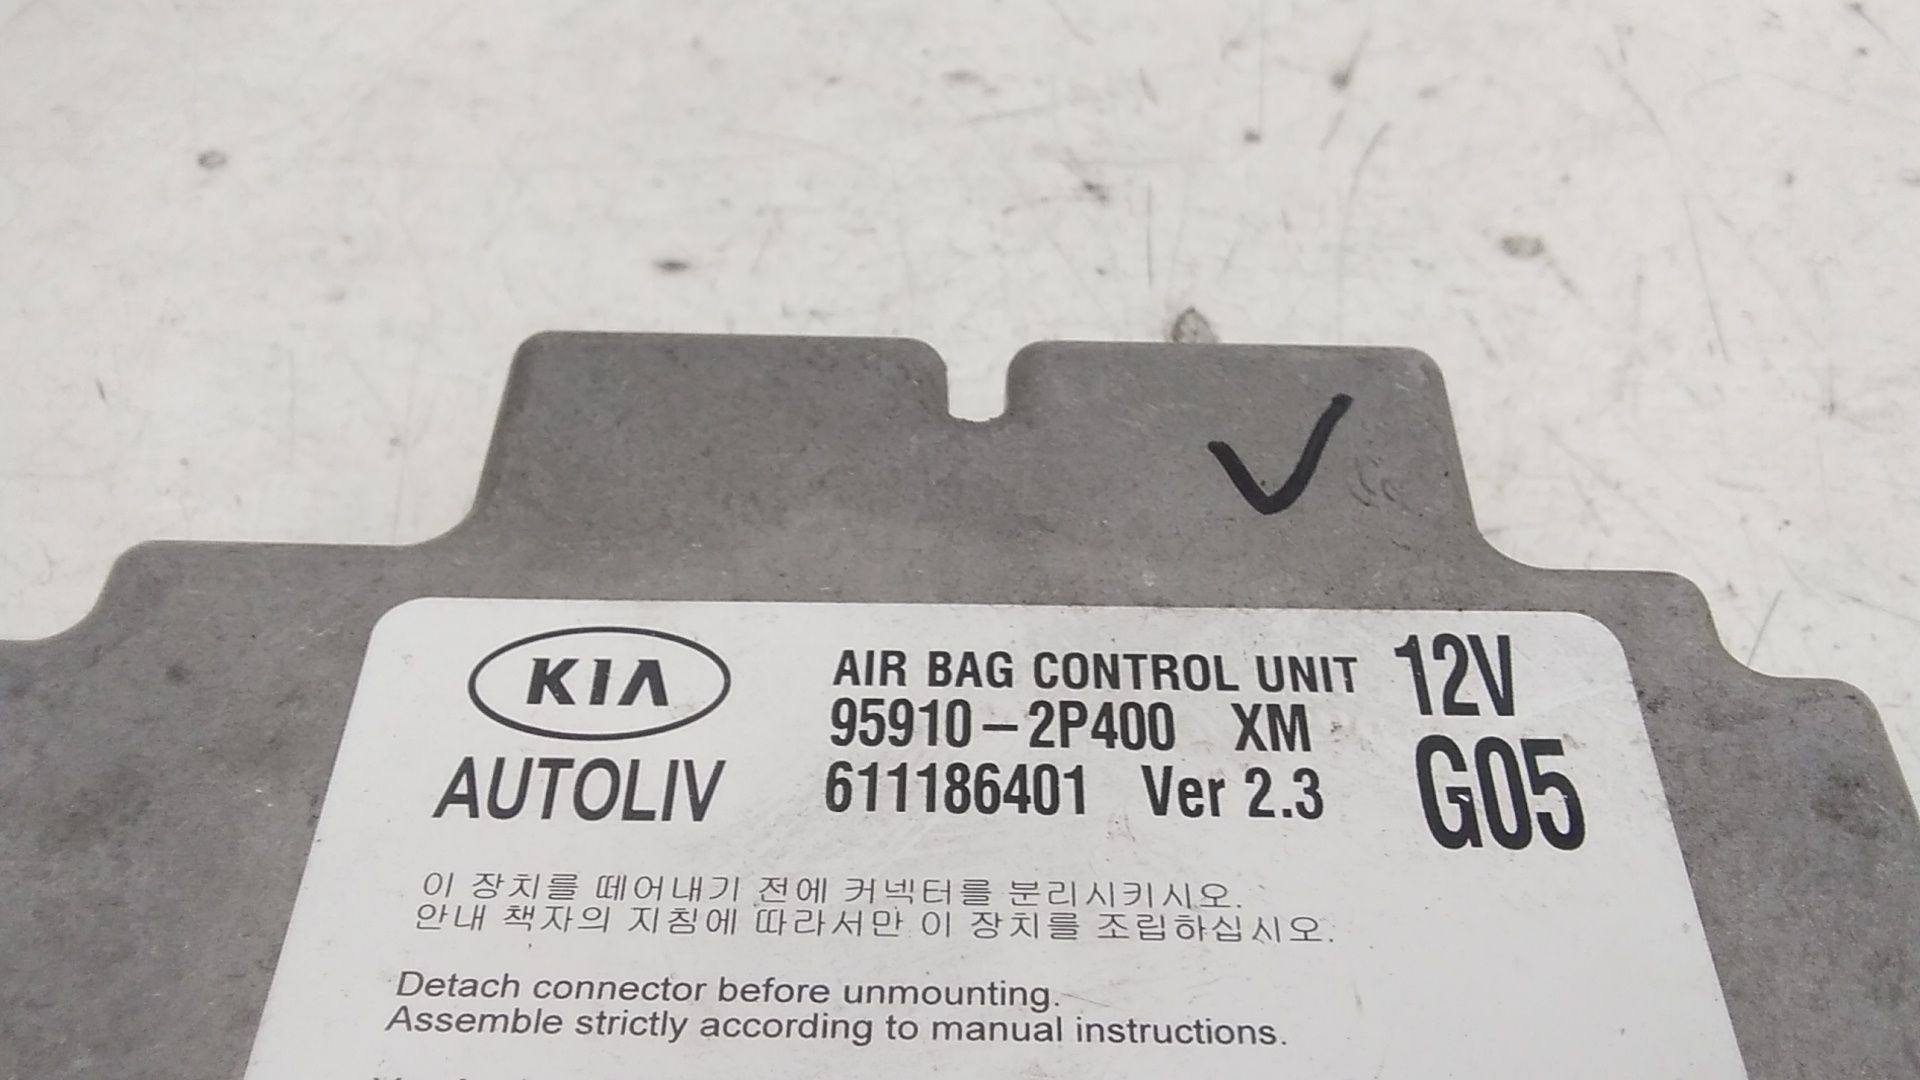 KIA
AUTOLIV
AIR BAG CONTROL UNIT
95910-2P400 XM
611186401 Ver 2.3
12V
G05
이 장치를 떼어내기 전에 커넥터를 분리시키시오.
안내 책자의 지침에 따라서만 이 장치를 조립하십시오.
Detach connector before unmounting.
Assemble strictly according to manual instructions.